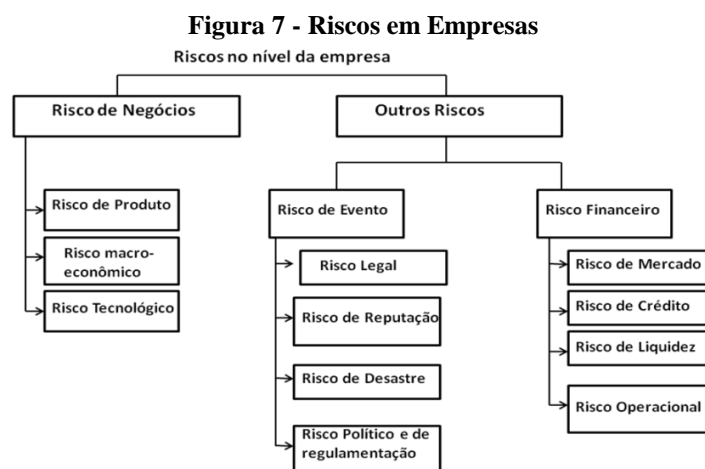 Figura 7 - Riscos em Empresas
Riscos no nível da empresa
Risco de Negócios
Outros Riscos
Risco de Produto
Risco macro-
econômico
Risco Tecnológico
Risco de Evento
Risco Legal
Risco de Reputação
Risco de Desastre
Risco Político e de
regulamentação
Risco Financeiro
Risco de Mercado
Risco de Crédito
Risco de Liquidez
Risco Operacional